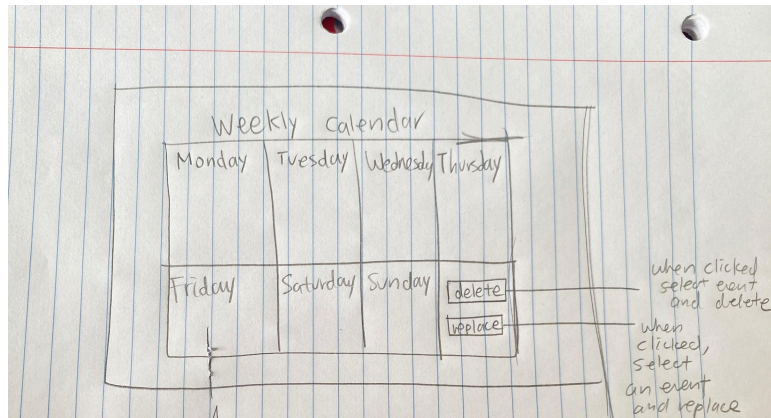 Weekly Calendar
Monday Tuesday Wednesdy Thursday
Friday Saturday Sunday
delete
replace
when clicked
select event
and delete
when
clicked,
select
an event
and replace